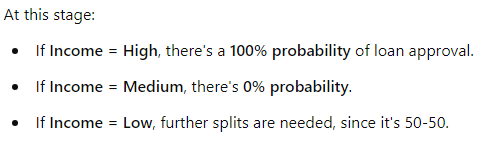 At this stage:
• If Income = High, there's a 100% probability of loan approval.
• If Income = Medium, there's 0% probability.
• If Income = Low, further splits are needed, since it's 50-50.